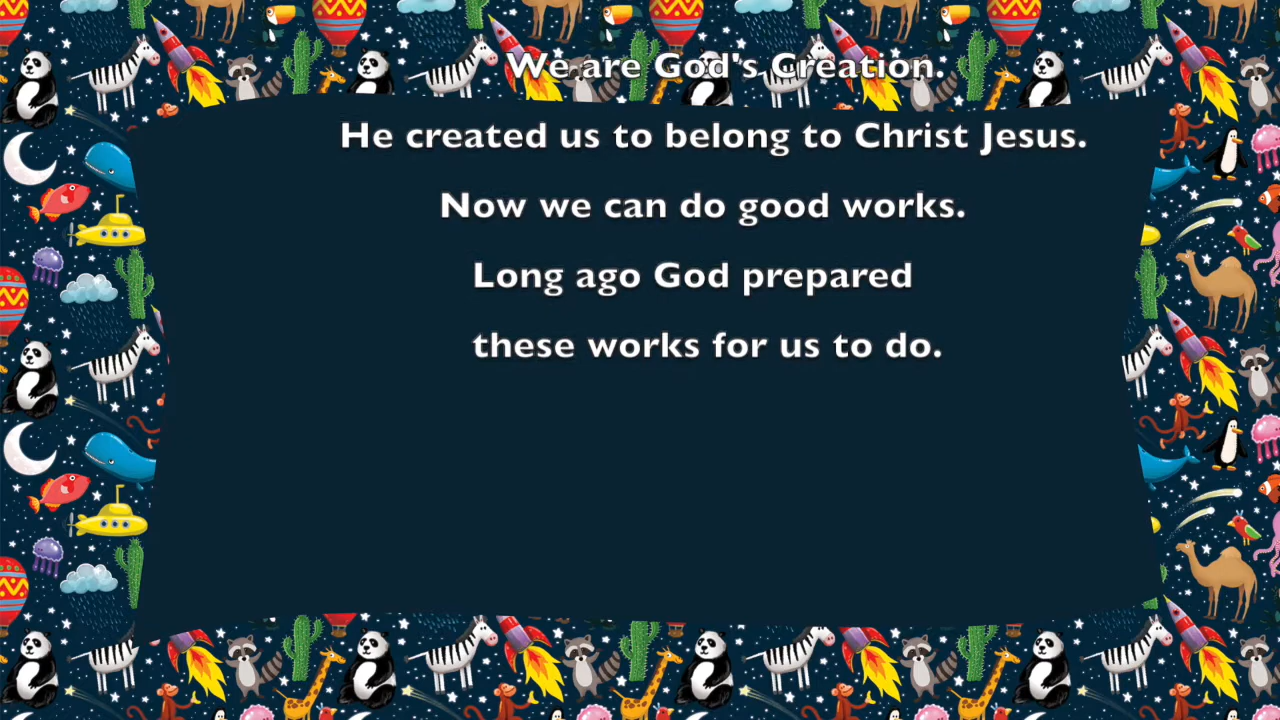 We are God's Creation.
He created us to belong to Christ Jesus.
Now we can do good works.
Long ago God prepared
these works for us to do.